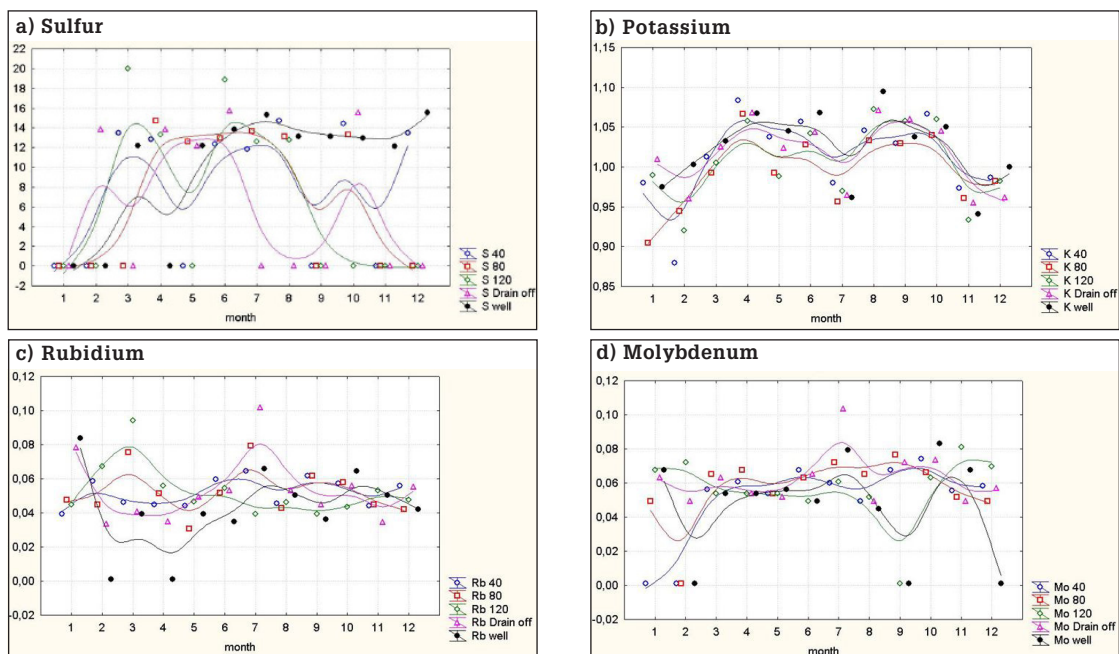 a) Sulfur
22
20
18
16
14
12
10
8
6
4
2
0
-2
1 2 3 4 5 6 7 8 9 10 11 12
month
S 40
S 80
S 120
S Drain off
S well
b) Potassium
1,15
1,10
1,05
1,00
0,95
0,90
0,85
1 2 3 4 5 6 7 8 9 10 11 12
month
K 40
K 80
K 120
K Drain off
K well
c) Rubidium
0,12
0,10
0,08
0,06
0,04
0,02
0,00
-0,02
1 2 3 4 5 6 7 8 9 10 11 12
month
Rb 40
Rb 80
Rb 120
Rb Drain off
Rb well
d) Molybdenum
0,12
0,10
0,08
0,06
0,04
0,02
0,00
-0,02
1 2 3 4 5 6 7 8 9 10 11 12
month
Mo 40
Mo 80
Mo 120
Mo Drain off
Mo well